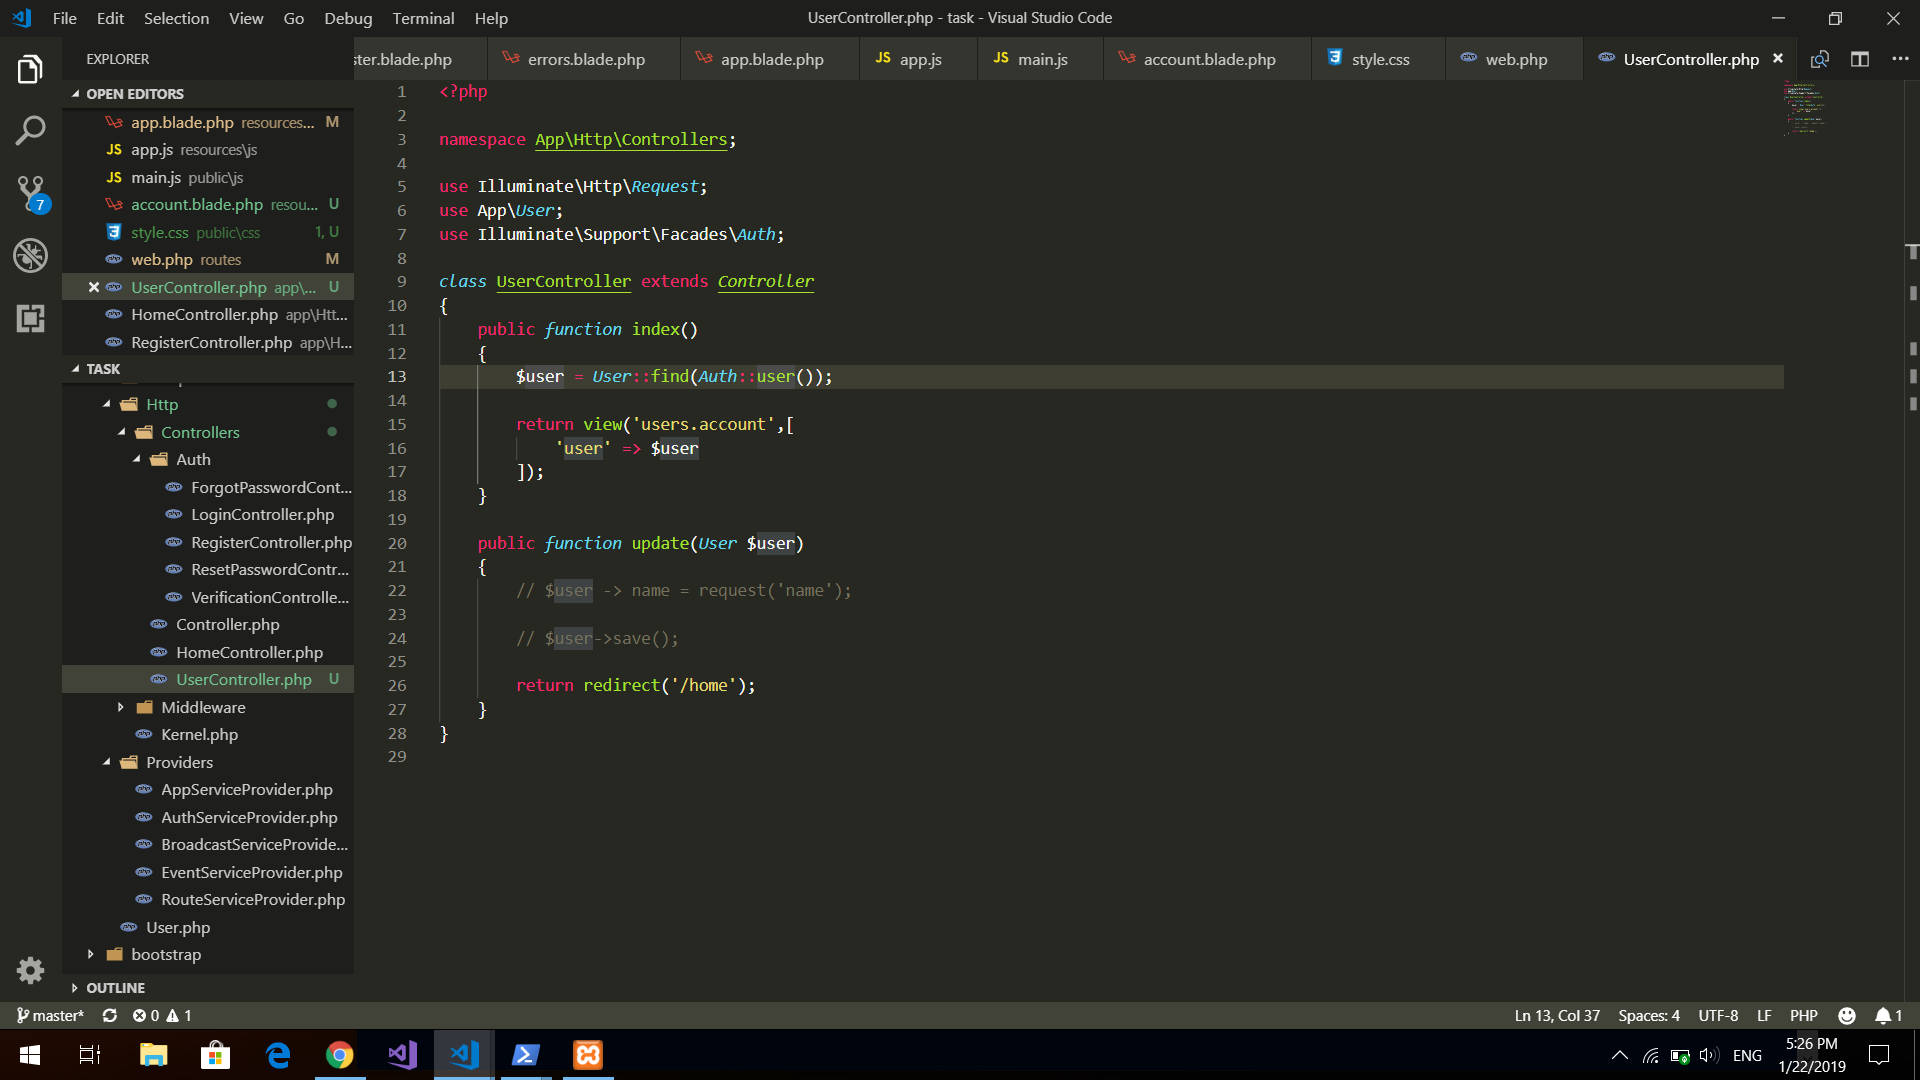 File Edit Selection View Go Debug Terminal Help
UserController.php - task - Visual Studio Code
EXPLORER
ster.blade.php errors.blade.php app.blade.php JS app.js JS main.js account.blade.php style.css web.php UserController.php
OPEN EDITORS
app.blade.php resources... M
JS app.js resources\js
JS main.js public\js
account.blade.php resou... U
style.css public\css 1, U
web.php routes M
UserController.php app\... U
HomeController.php app\Htt...
RegisterController.php app\H...
TASK
Http
Controllers
Auth
ForgotPasswordCont...
LoginController.php
RegisterController.php
ResetPasswordContr...
VerificationControlle...
Controller.php
HomeController.php
UserController.php U
Middleware
Kernel.php
Providers
AppServiceProvider.php
AuthServiceProvider.php
BroadcastServiceProvide...
EventServiceProvider.php
RouteServiceProvider.php
User.php
bootstrap
OUTLINE
7
1 <?php
2
3 namespace App\Http\Controllers;
4
5 use Illuminate\Http\Request;
6 use App\User;
7 use Illuminate\Support\Facades\Auth;
8
9 class UserController extends Controller
10 {
11 public function index()
12 {
13 $user = User::find(Auth::user());
14
15 return view('users.account',[
16 'user' => $user
17 ]);
18 }
19
20 public function update(User $user)
21 {
22 // $user -> name = request('name');
23
24 // $user->save();
25
26 return redirect('/home');
27 }
28 }
29
master* 0 1
Ln 13, Col 37 Spaces: 4 UTF-8 LF PHP 1
ENG
5:26 PM
1/22/2019